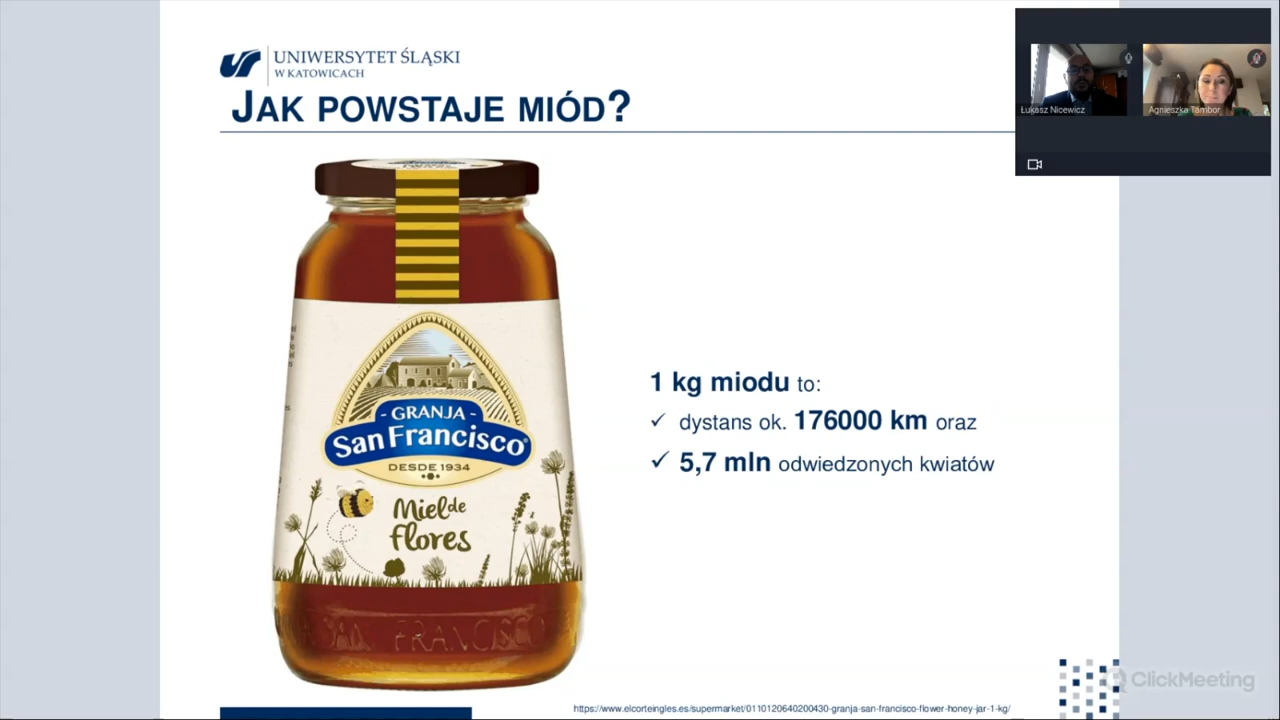 UNIWERSYTET ŚLĄSKI
W KATOWICACH
JAK POWSTAJE MIÓD?
Łukasz Nicewicz
Agnieszka Tambor
- GRANJA -
San Francisco®
DESDE 1934
Miel de
flores
1 kg miodu to:
✓ dystans ok. 176000 km oraz
✓ 5,7 mln odwiedzonych kwiatów
SAN FRANCISCO
ClickMeeting
https://www.elcorteingles.es/supermarket/0110120640200430-granja-san-francisco-flower-honey-jar-1-kg/